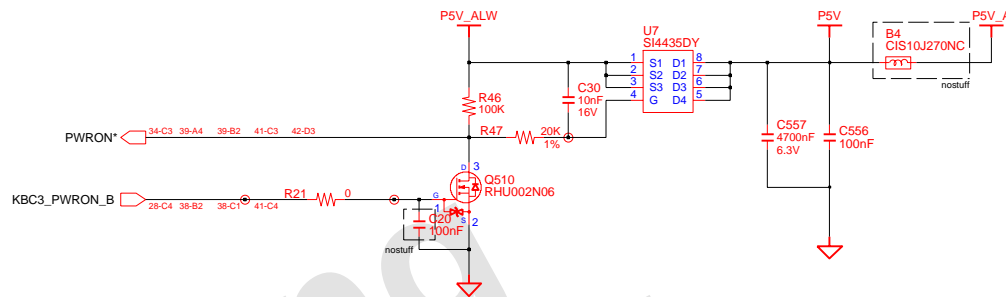 P5V_ALW
P5V
P5V_A
U7
SI4435DY
B4
CIS10J270NC
nostuff
1 S1 D1 8
2 S2 D2 7
3 S3 D3 6
4 G D4 5
C30
10nF
16V
R46
100K
C557
4700nF
6.3V
C556
100nF
PWRON*
34-C3 39-A4 39-B2 41-C3 42-D3
R47
20K
1%
D 3
Q510
RHU002N06
KBC3_PWRON_B
28-C4 38-B2 38-C1 41-C4
R21
0
G
1
S
2
C20
100nF
nostuff